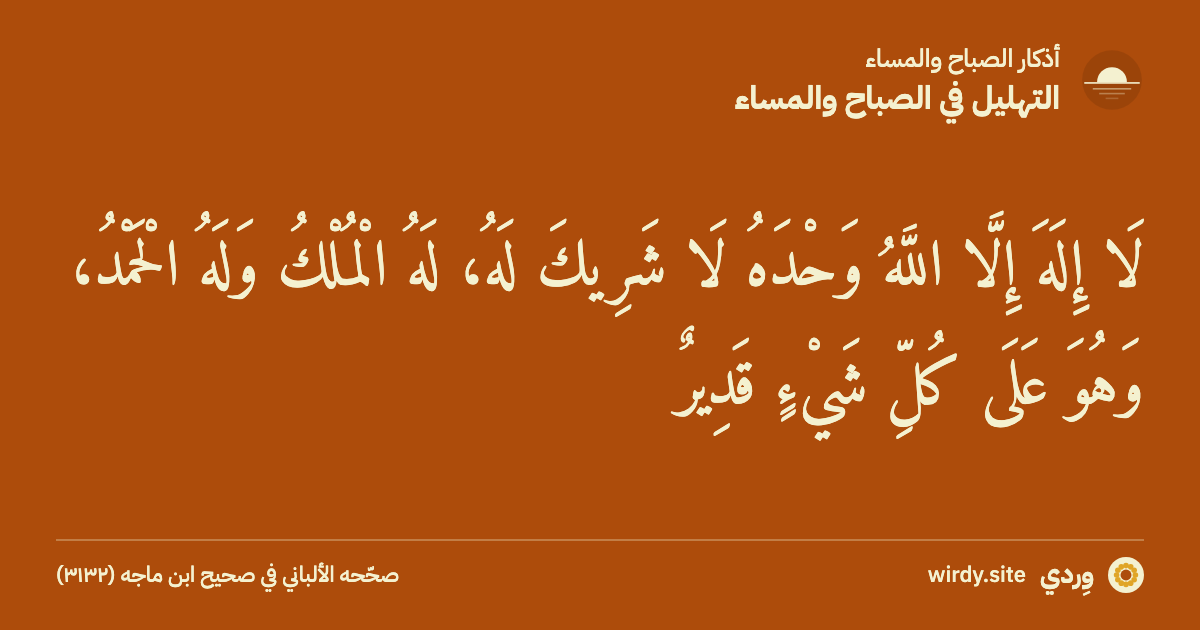 أذكار الصباح والمساء
التهليل في الصباح والمساء
لَا إِلَهَ إِلَّا اللَّهُ وَحْدَهُ لَا شَرِيكَ لَهُ، لَهُ الْمُلْكُ وَلَهُ الْحَمْدُ،
وَهُوَ عَلَى كُلِّ شَيْءٍ قَدِيرٌ
وِردي wirdy.site
صحّحه الألباني في صحيح ابن ماجه (٣١٣٢)